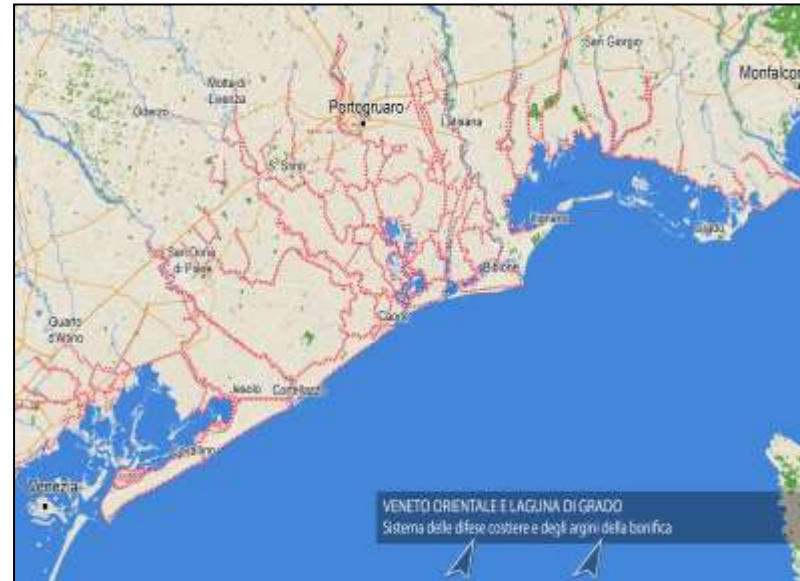 San Giorgio
Monfalcone
Motta di
Livenza
Oderzo
Portogruaro
Latisana
S. Stino
Lignano
Grado
San Donà
di Piave
Bibione
Caorle
Quarto
d'Altino
Jesolo
Cortellazzo
Cavallino
Venezia
VENETO ORIENTALE E LAGUNA DI GRADO
Sistema delle difese costiere e degli argini della bonifica